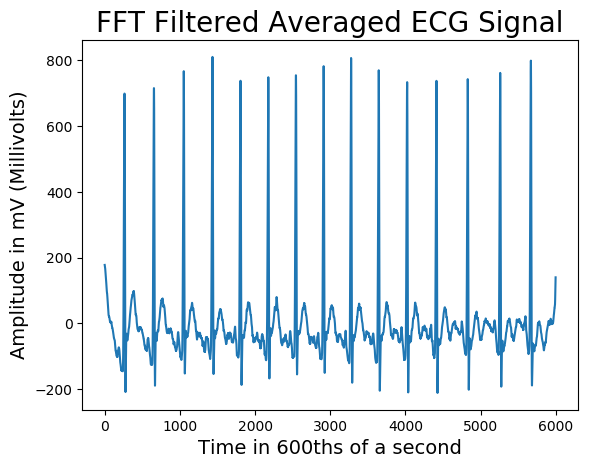 FFT Filtered Averaged ECG Signal
Amplitude in mV (Millivolts)
800
600
400
200
0
−200
0 1000 2000 3000 4000 5000 6000
Time in 600ths of a second